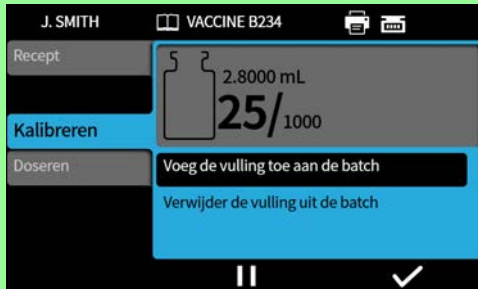 J. SMITH
VACCINE B234
Recept
2.8000 mL
25/1000
Kalibreren
Doseren
Voeg de vulling toe aan de batch
Verwijder de vulling uit de batch